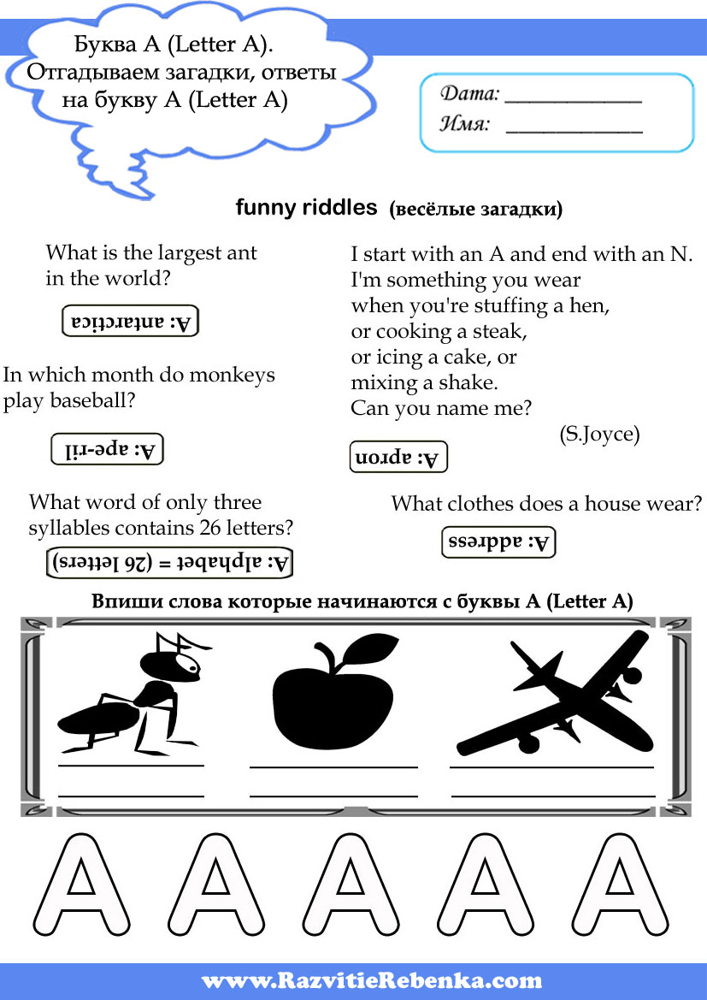 Буква А (Letter A).
Отгадываем загадки, ответы
на букву А (Letter A)
Дата: ____________
Имя: ____________
funny riddles (весёлые загадки)
What is the largest ant
in the world?
A: antarctica
In which month do monkeys
play baseball?
A: ape-ril
What word of only three
syllables contains 26 letters?
A: alphabet = (26 letters)
I start with an A and end with an N.
I'm something you wear
when you're stuffing a hen,
or cooking a steak,
or icing a cake, or
mixing a shake.
Can you name me?
(S.Joyce)
A: apron
What clothes does a house wear?
A: address
Впиши слова которые начинаются с буквы А (Letter A)
A A A A A
www.RazvitieRebenka.com